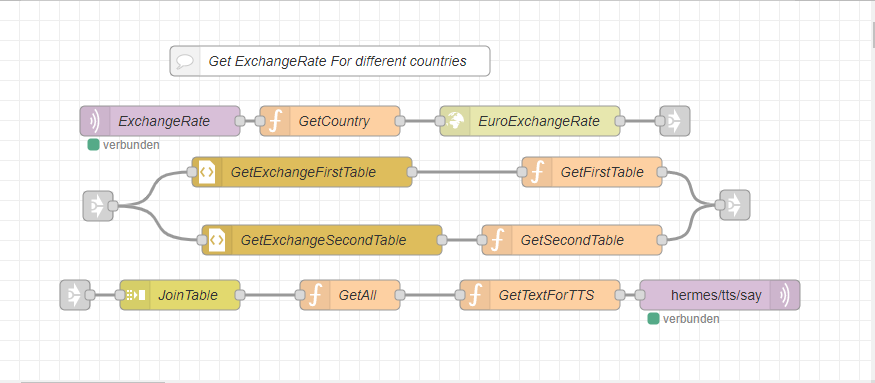 Get ExchangeRate For different countries
ExchangeRate
GetCountry
EuroExchangeRate
verbunden
GetExchangeFirstTable
GetFirstTable
GetExchangeSecondTable
GetSecondTable
JoinTable
GetAll
GetTextForTTS
hermes/tts/say
verbunden